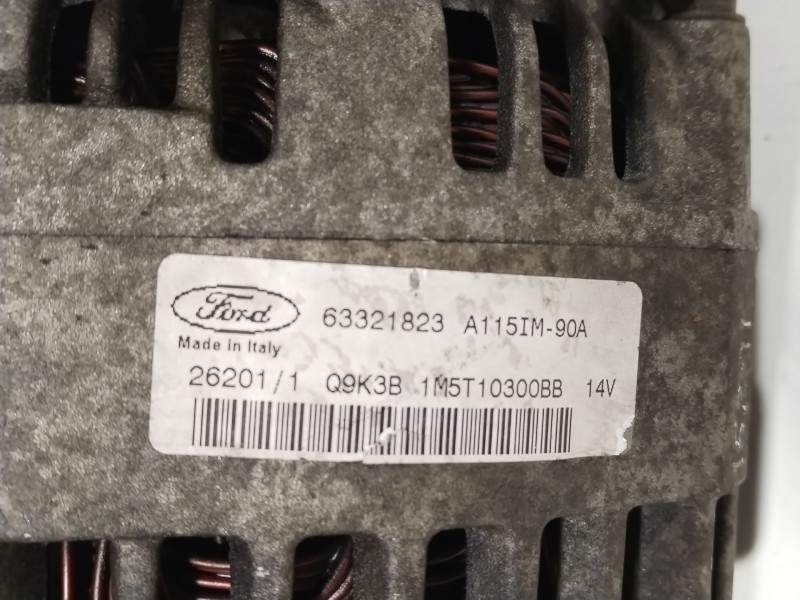 Ford 63321823 A115IM-90A
Made in Italy
26201/1 Q9K3B 1M5T10300BB 14V